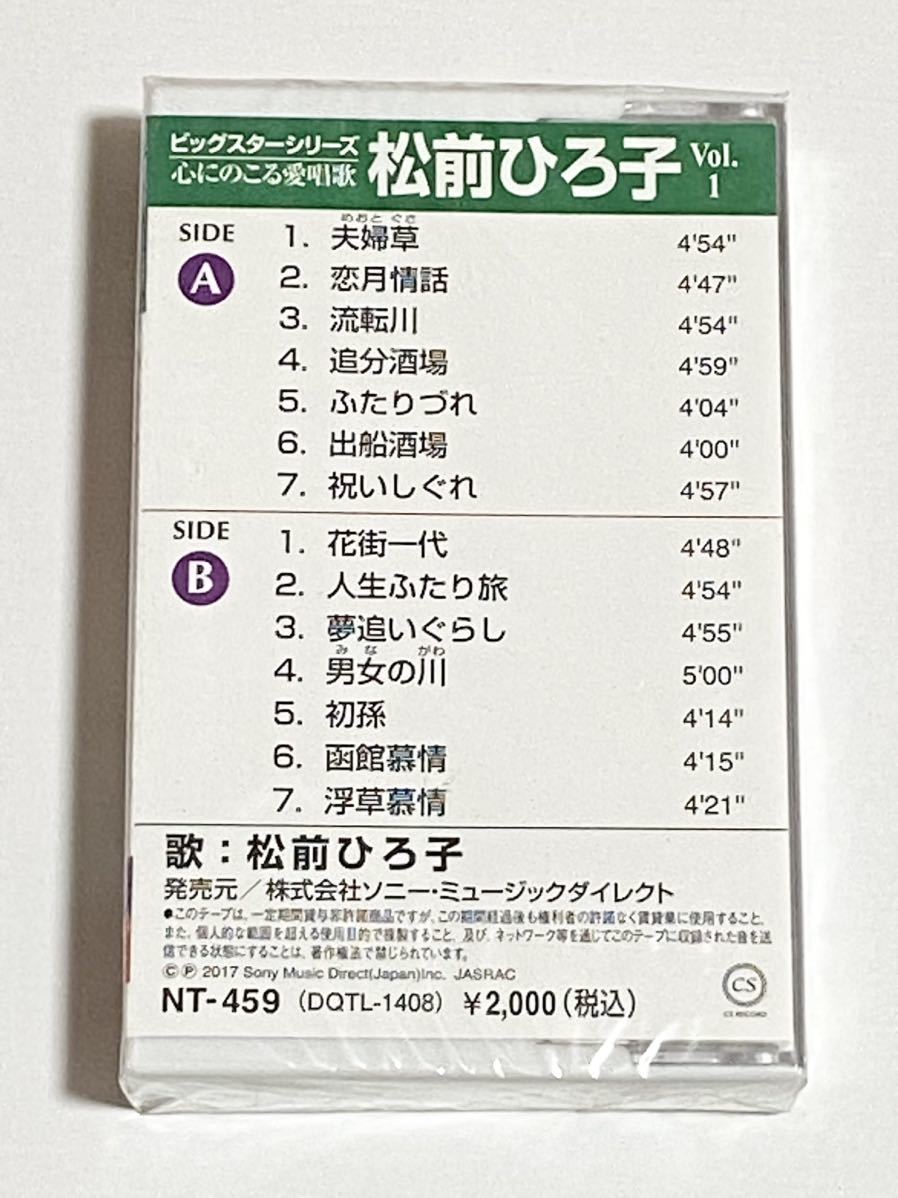 ビッグスターシリーズ
心にのこる愛唱歌
松前ひろ子 Vol. 1
SIDE A
めおと ぐさ
1. 夫婦草 4'54"
2. 恋月情話 4'47"
3. 流転川 4'54"
4. 追分酒場 4'59"
5. ふたりづれ 4'04"
6. 出船酒場 4'00"
7. 祝いしぐれ 4'57"
SIDE B
1. 花街一代 4'48"
2. 人生ふたり旅 4'54"
3. 夢追いぐらし 4'55"
みな がわ
4. 男女の川 5'00"
5. 初孫 4'14"
6. 函館慕情 4'15"
7. 浮草慕情 4'21"
歌：松前ひろ子
発売元／株式会社ソニー・ミュージックダイレクト
●このテープは、一定期間貸与非許諾商品ですが、この期間経過後も権利者の許諾なく賃貸業に使用すること、
また、個人的な範囲を超える使用目的で複製すること、及び、ネットワーク等を通じてこのテープに収録された音を送
信できる状態にすることは、著作権法で禁じられています。
©℗ 2017 Sony Music Direct(Japan)Inc. JASRAC
NT-459 (DQTL-1408) ¥2,000(税込)
CS
CS RECORD